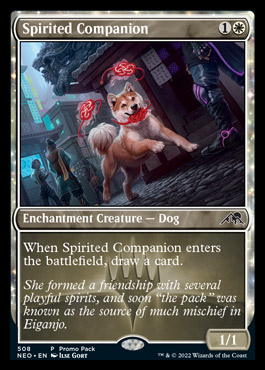 Spirited Companion 1
Enchantment Creature — Dog
When Spirited Companion enters
the battlefield, draw a card.
She formed a friendship with several
playful spirits, and soon “the pack” was
known as the source of much mischief in
Eiganjo.
1/1
508 P Promo Pack
NEO • EN Ilse Gort ™ & © 2022 Wizards of the Coast